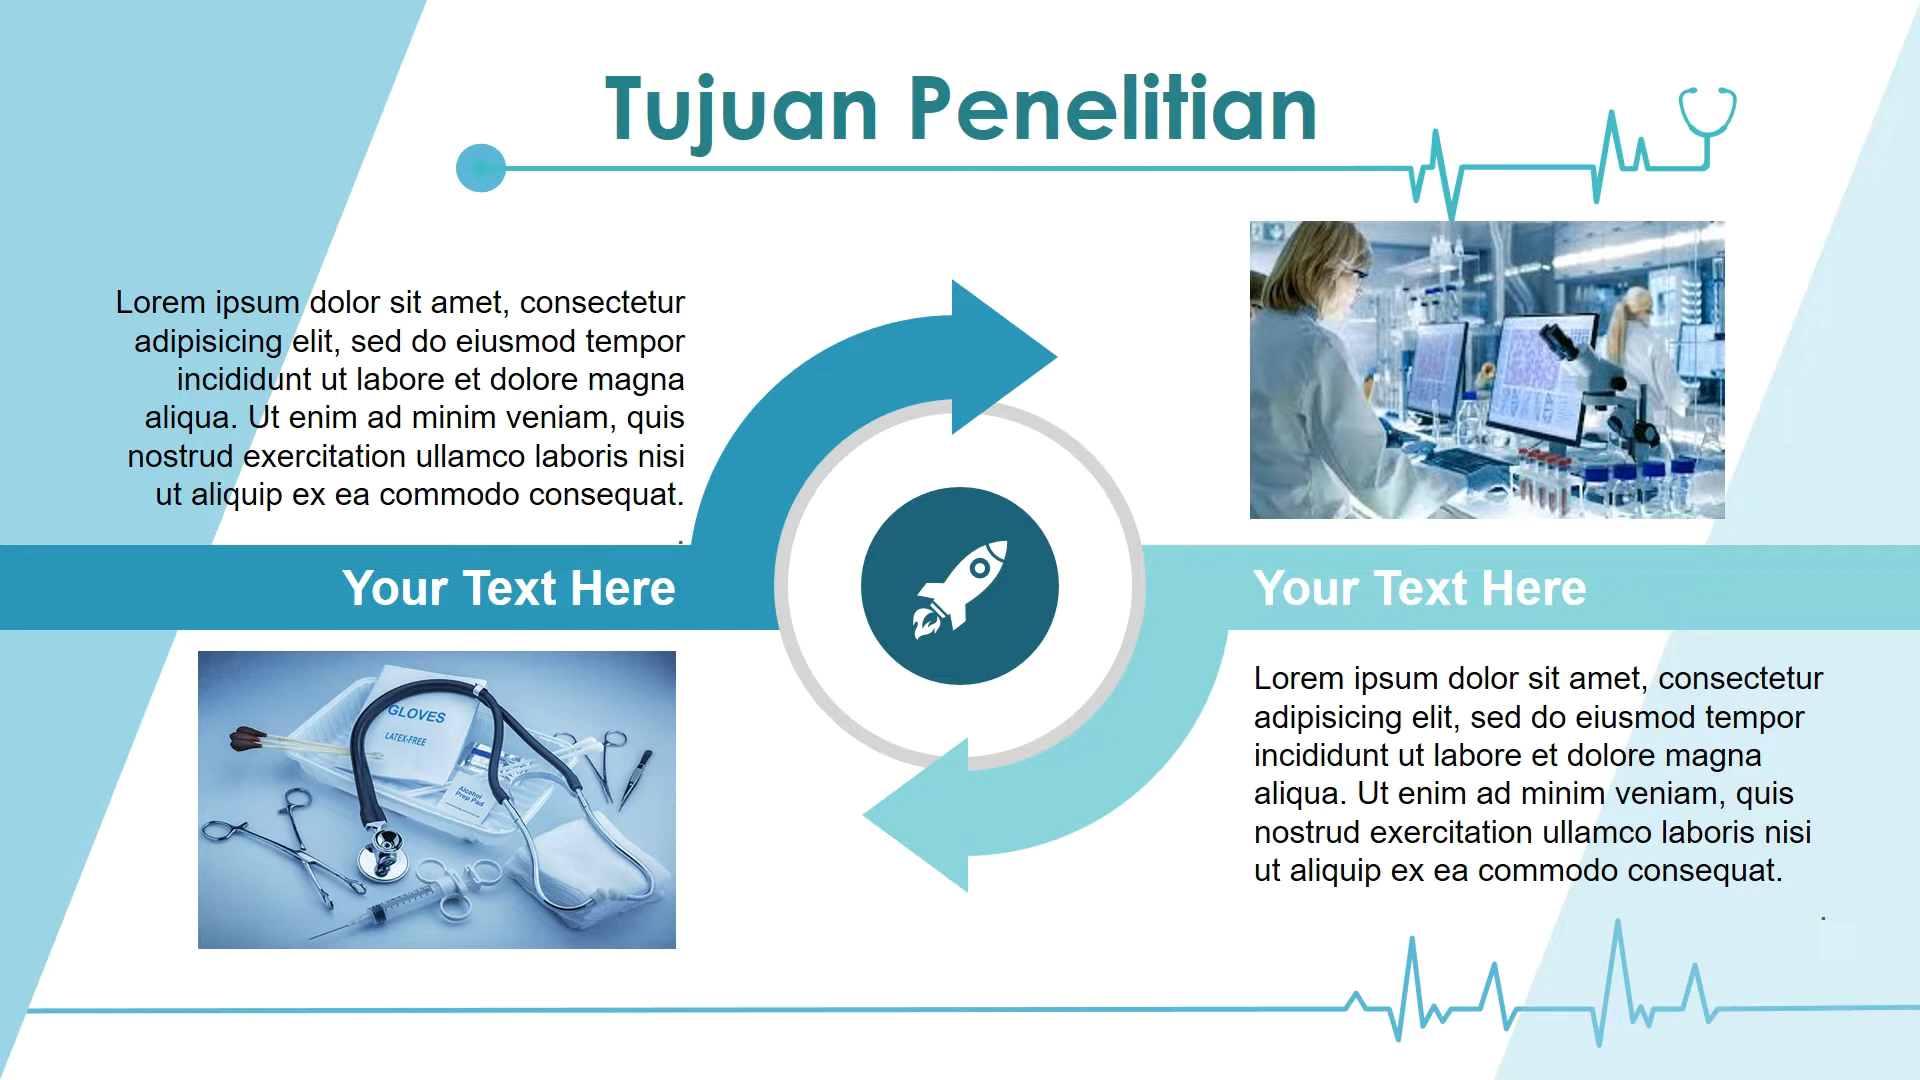 Tujuan Penelitian
Lorem ipsum dolor sit amet, consectetur
adipisicing elit, sed do eiusmod tempor
incididunt ut labore et dolore magna
aliqua. Ut enim ad minim veniam, quis
nostrud exercitation ullamco laboris nisi
ut aliquip ex ea commodo consequat.
.
Your Text Here
GLOVES
LATEX-FREE
Alcohol
Prep Pad
Your Text Here
Lorem ipsum dolor sit amet, consectetur
adipisicing elit, sed do eiusmod tempor
incididunt ut labore et dolore magna
aliqua. Ut enim ad minim veniam, quis
nostrud exercitation ullamco laboris nisi
ut aliquip ex ea commodo consequat.
.